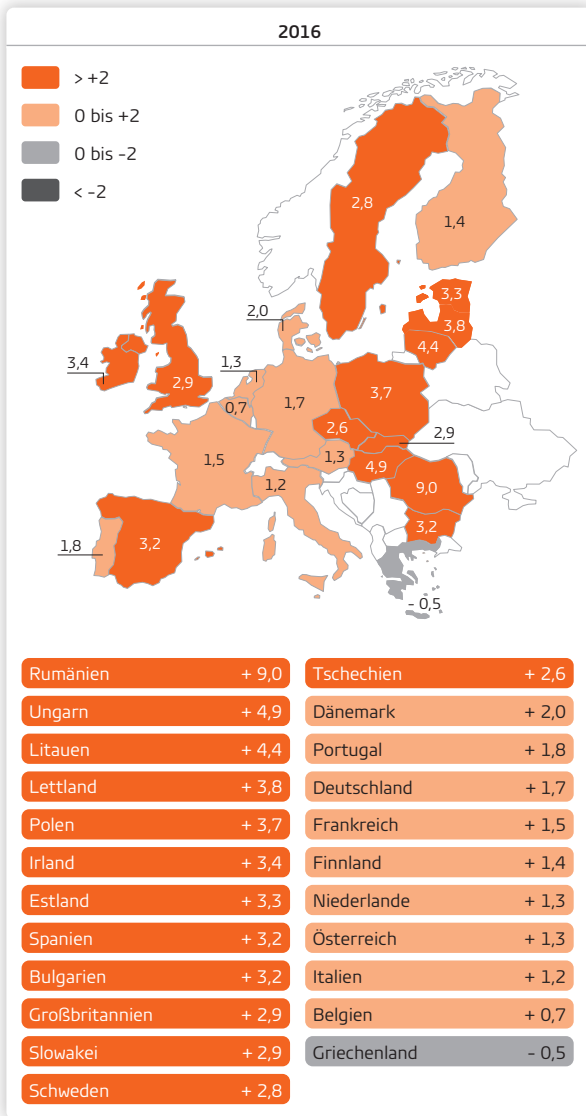 2016
> +2
0 bis +2
0 bis -2
< -2
2,8
1,4
3,3
2,0
3,8
4,4
3,4
1,3
2,9
3,7
0,7
1,7
2,6
2,9
1,5
1,3
4,9
1,2
9,0
3,2
1,8
3,2
- 0,5
Rumänien + 9,0
Ungarn + 4,9
Litauen + 4,4
Lettland + 3,8
Polen + 3,7
Irland + 3,4
Estland + 3,3
Spanien + 3,2
Bulgarien + 3,2
Großbritannien + 2,9
Slowakei + 2,9
Schweden + 2,8
Tschechien + 2,6
Dänemark + 2,0
Portugal + 1,8
Deutschland + 1,7
Frankreich + 1,5
Finnland + 1,4
Niederlande + 1,3
Österreich + 1,3
Italien + 1,2
Belgien + 0,7
Griechenland - 0,5